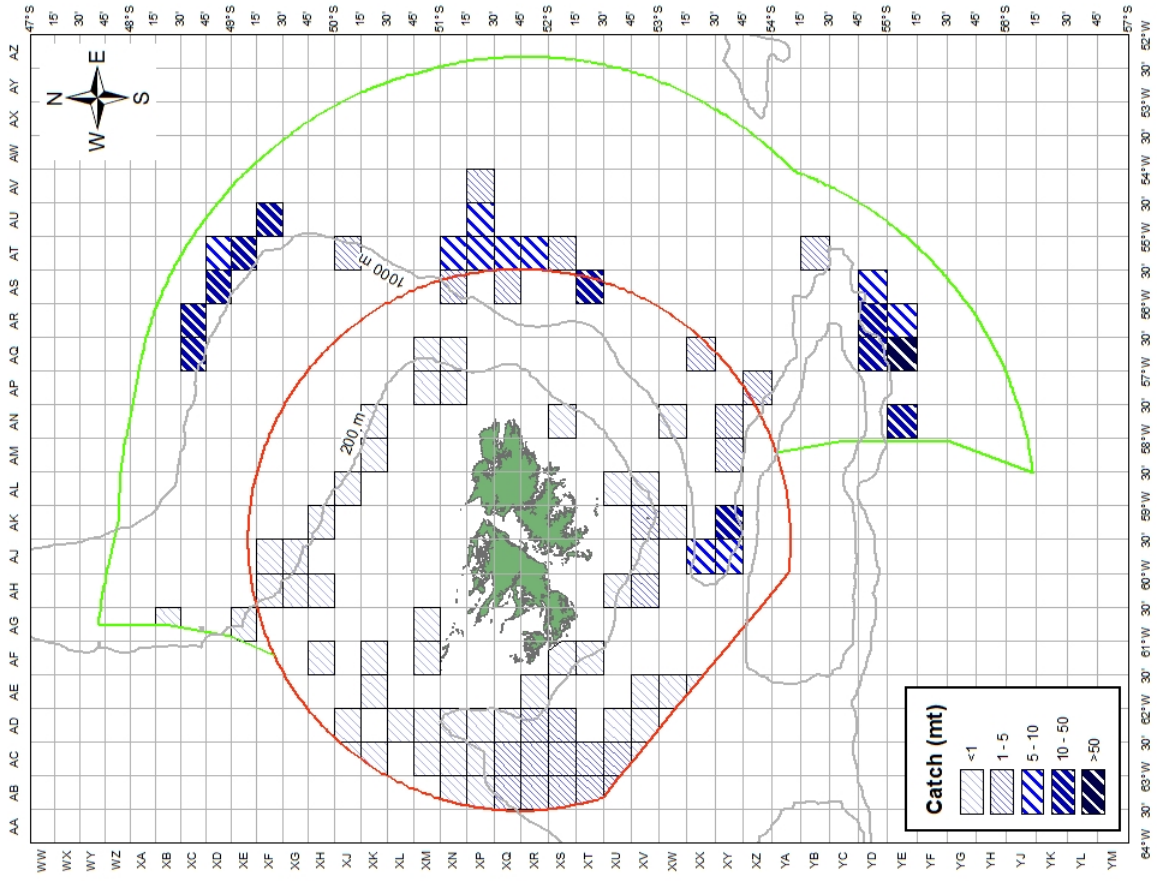 AA
AB
AC
AD
AE
AF
AG
AH
AJ
AK
AL
AM
AN
AP
AQ
AR
AS
AT
AU
AV
AW
AX
AY
AZ
WW
WX
WY
WZ
XA
XB
XC
XD
XE
XF
XG
XH
XJ
XK
XL
XM
XN
XP
XQ
XR
XS
XT
XU
XV
XW
XX
XY
XZ
YA
YB
YC
YD
YE
YF
YG
YH
YJ
YK
YL
YM
N
W
E
S
200 m
1000 m
Catch (mt)
<1
1 - 5
5 - 10
10 - 50
>50
47°S
15'
30'
45'
48°S
15'
30'
45'
49°S
15'
30'
45'
50°S
15'
30'
45'
51°S
15'
30'
45'
52°S
15'
30'
45'
53°S
15'
30'
45'
54°S
15'
30'
45'
55°S
15'
30'
45'
56°S
15'
30'
45'
57°S
64°W
30'
63°W
30'
62°W
30'
61°W
30'
60°W
30'
59°W
30'
58°W
30'
57°W
30'
56°W
30'
55°W
30'
54°W
30'
53°W
30'
52°W